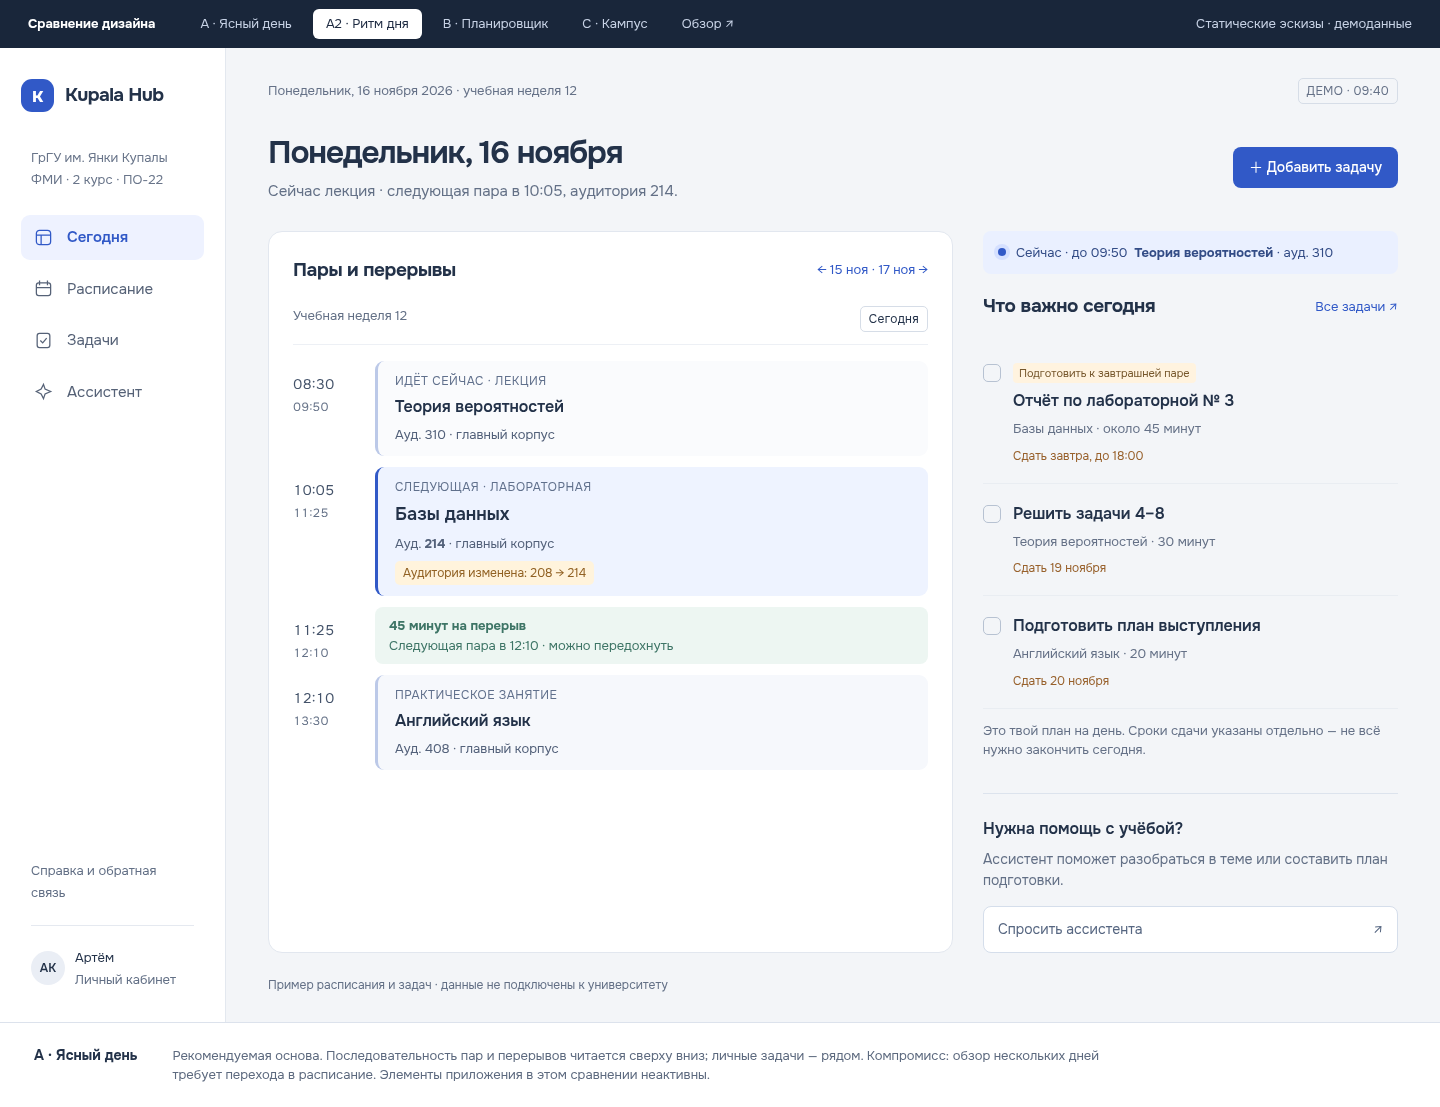 Сравнение дизайна
A · Ясный день
A2 · Ритм дня
B · Планировщик
C · Кампус
Обзор ↗
Статические эскизы · демоданные
K
Kupala Hub
ГрГУ им. Янки Купалы
ФМИ · 2 курс · ПО-22
Сегодня
Расписание
Задачи
Ассистент
Справка и обратная
связь
АК
Артём
Личный кабинет
Понедельник, 16 ноября 2026 · учебная неделя 12
ДЕМО · 09:40
Понедельник, 16 ноября
Сейчас лекция · следующая пара в 10:05, аудитория 214.
+ Добавить задачу
Пары и перерывы
← 15 ноя · 17 ноя →
Учебная неделя 12
Сегодня
08:30
09:50
ИДЁТ СЕЙЧАС · ЛЕКЦИЯ
Теория вероятностей
Ауд. 310 · главный корпус
10:05
11:25
СЛЕДУЮЩАЯ · ЛАБОРАТОРНАЯ
Базы данных
Ауд. 214 · главный корпус
Аудитория изменена: 208 → 214
11:25
12:10
45 минут на перерыв
Следующая пара в 12:10 · можно передохнуть
12:10
13:30
ПРАКТИЧЕСКОЕ ЗАНЯТИЕ
Английский язык
Ауд. 408 · главный корпус
Сейчас · до 09:50 Теория вероятностей · ауд. 310
Что важно сегодня
Все задачи ↗
Подготовить к завтрашней паре
Отчёт по лабораторной № 3
Базы данных · около 45 минут
Сдать завтра, до 18:00
Решить задачи 4–8
Теория вероятностей · 30 минут
Сдать 19 ноября
Подготовить план выступления
Английский язык · 20 минут
Сдать 20 ноября
Это твой план на день. Сроки сдачи указаны отдельно — не всё
нужно закончить сегодня.
Нужна помощь с учёбой?
Ассистент поможет разобраться в теме или составить план
подготовки.
Спросить ассистента ↗
Пример расписания и задач · данные не подключены к университету
A · Ясный день
Рекомендуемая основа. Последовательность пар и перерывов читается сверху вниз; личные задачи — рядом. Компромисс: обзор нескольких дней
требует перехода в расписание. Элементы приложения в этом сравнении неактивны.